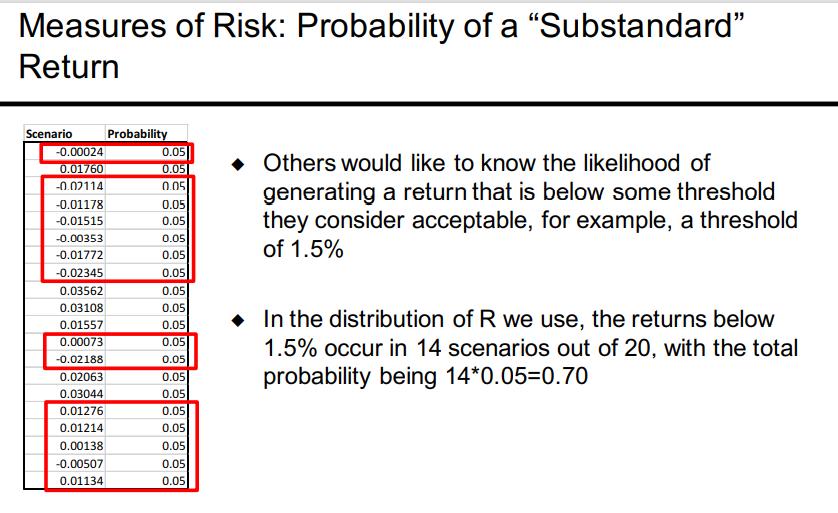 Measures of Risk: Probability of a “Substandard”
Return
Scenario Probability
-0.00024 0.05
0.01760 0.05
-0.02114 0.05
-0.01178 0.05
-0.01515 0.05
-0.00353 0.05
-0.01772 0.05
-0.02345 0.05
0.03562 0.05
0.03108 0.05
0.01557 0.05
0.00073 0.05
-0.02188 0.05
0.02063 0.05
0.03044 0.05
0.01276 0.05
0.01214 0.05
0.00138 0.05
-0.00507 0.05
0.01134 0.05
◆ Others would like to know the likelihood of
generating a return that is below some threshold
they consider acceptable, for example, a threshold
of 1.5%
◆ In the distribution of R we use, the returns below
1.5% occur in 14 scenarios out of 20, with the total
probability being 14*0.05=0.70